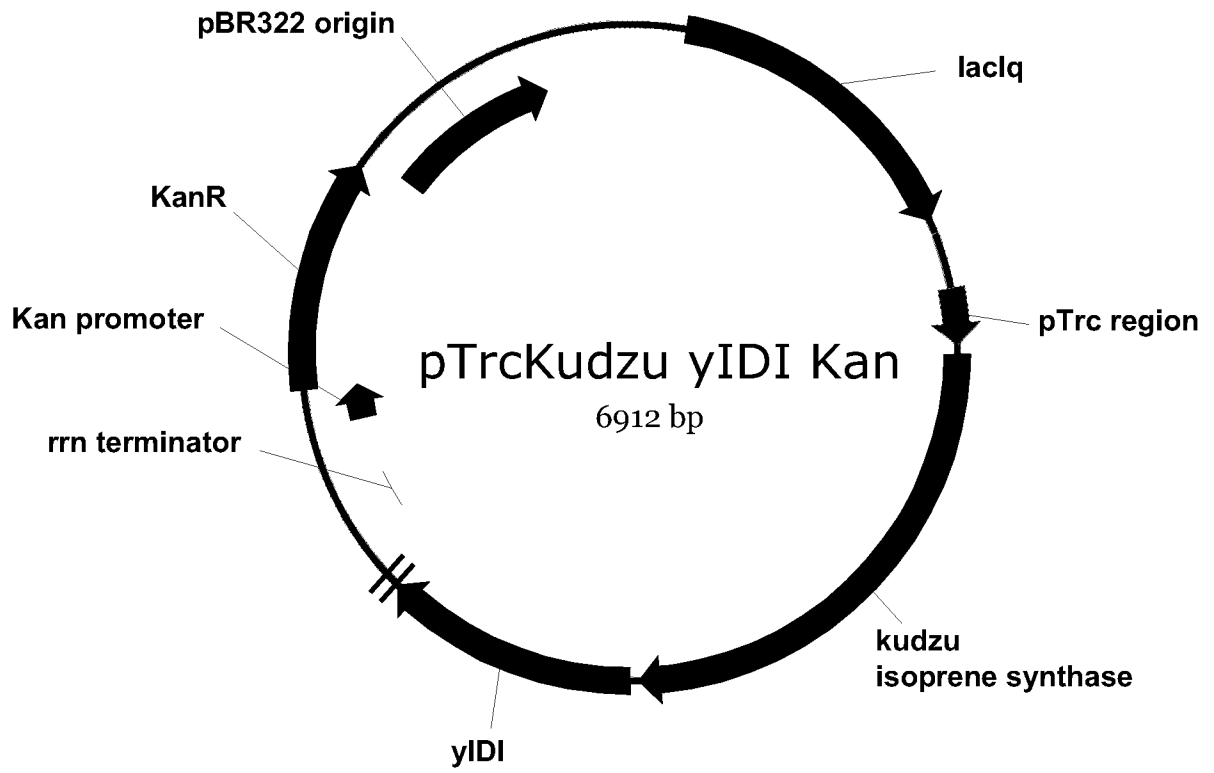 pBR322 origin
lacIq
KanR
Kan promoter
pTrc region
pTrcKudzu yIDI Kan
6912 bp
rrn terminator
kudzu
isoprene synthase
yIDI